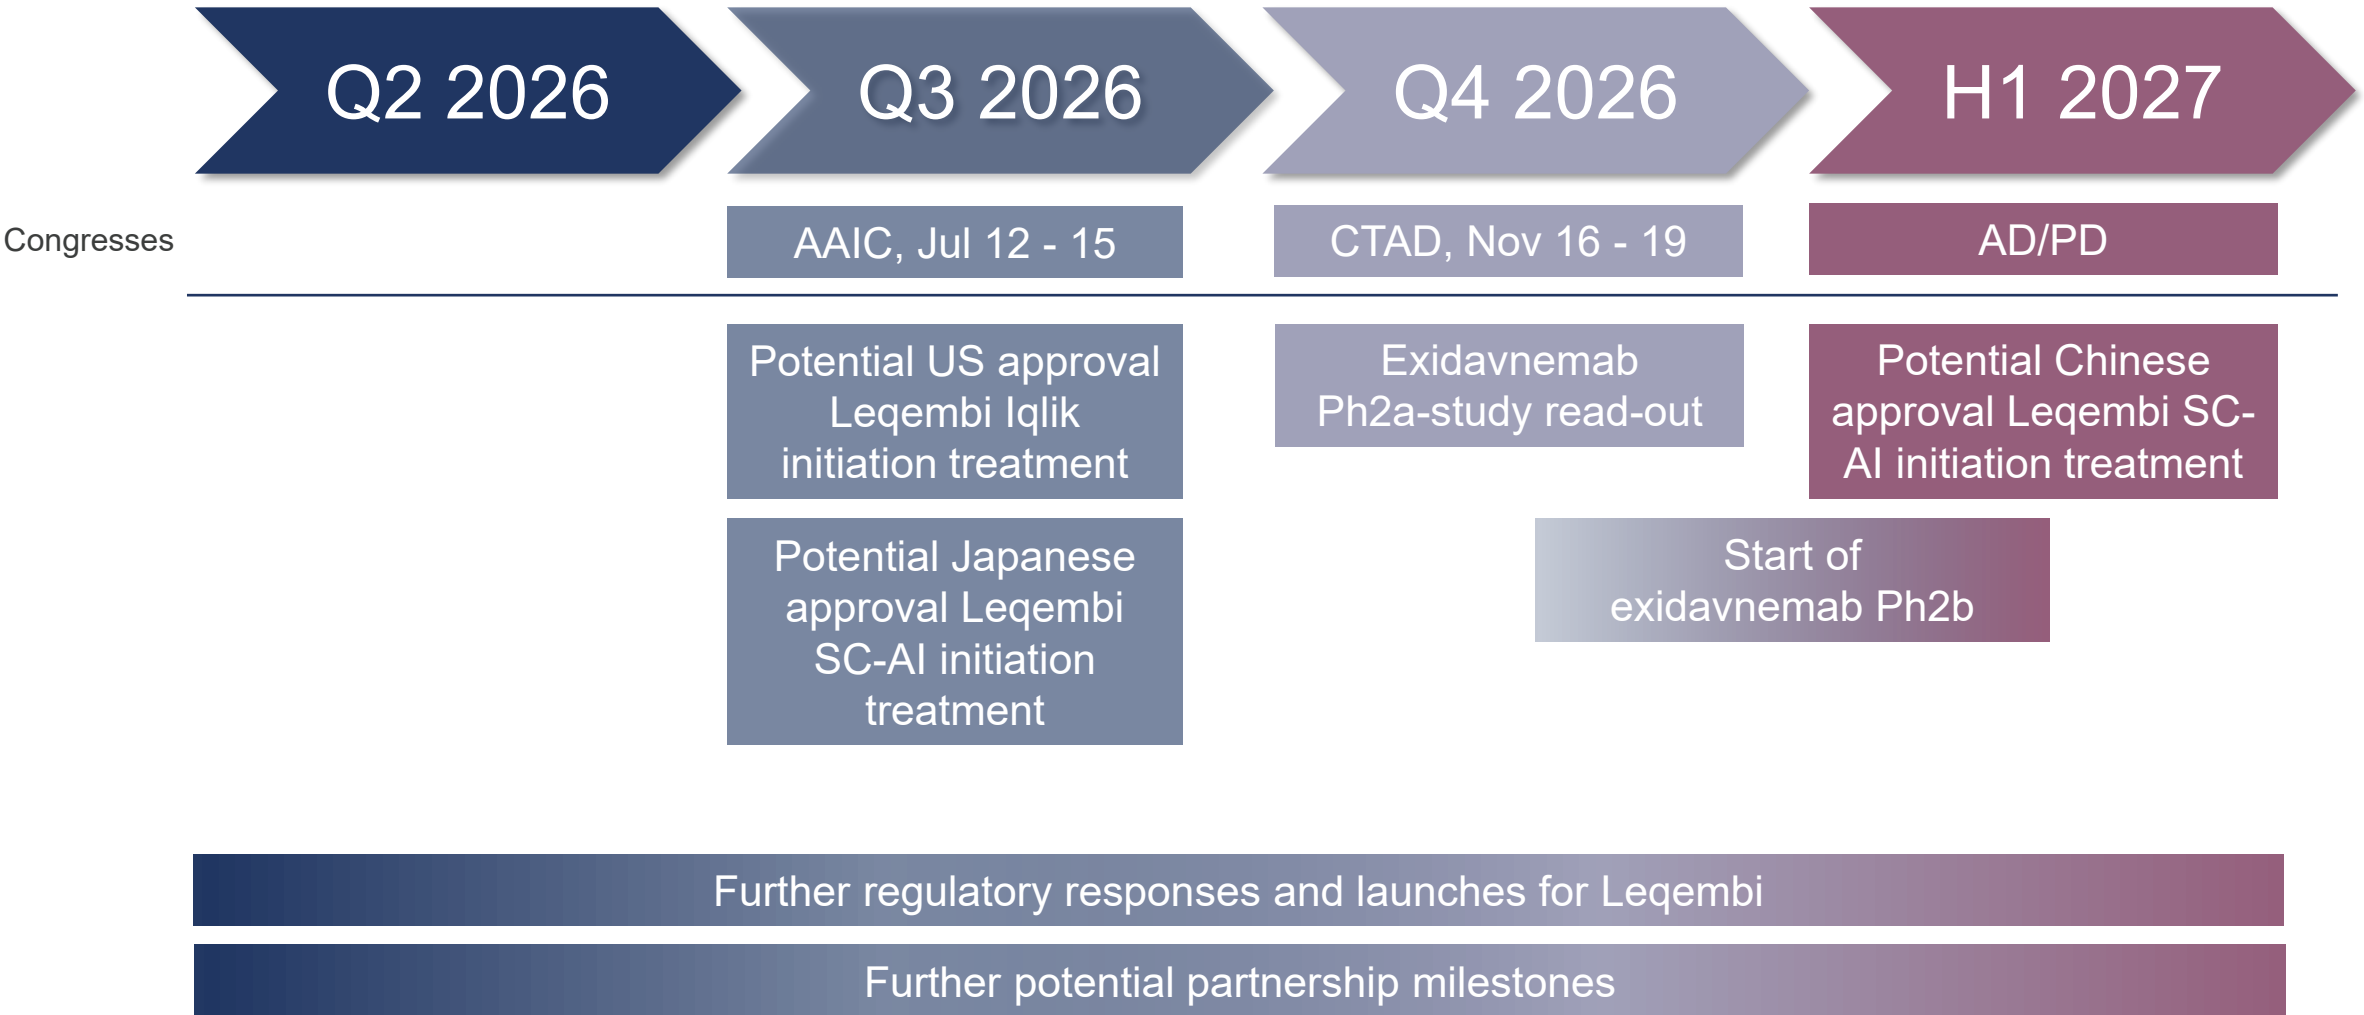 Q2 2026
Q3 2026
Q4 2026
H1 2027
Congresses
AAIC, Jul 12 - 15
CTAD, Nov 16 - 19
AD/PD
Potential US approval
Leqembi Iqlik
initiation treatment
Exidavnemab
Ph2a-study read-out
Potential Chinese
approval Leqembi SC-
AI initiation treatment
Potential Japanese
approval Leqembi
SC-AI initiation
treatment
Start of
exidavnemab Ph2b
Further regulatory responses and launches for Leqembi
Further potential partnership milestones